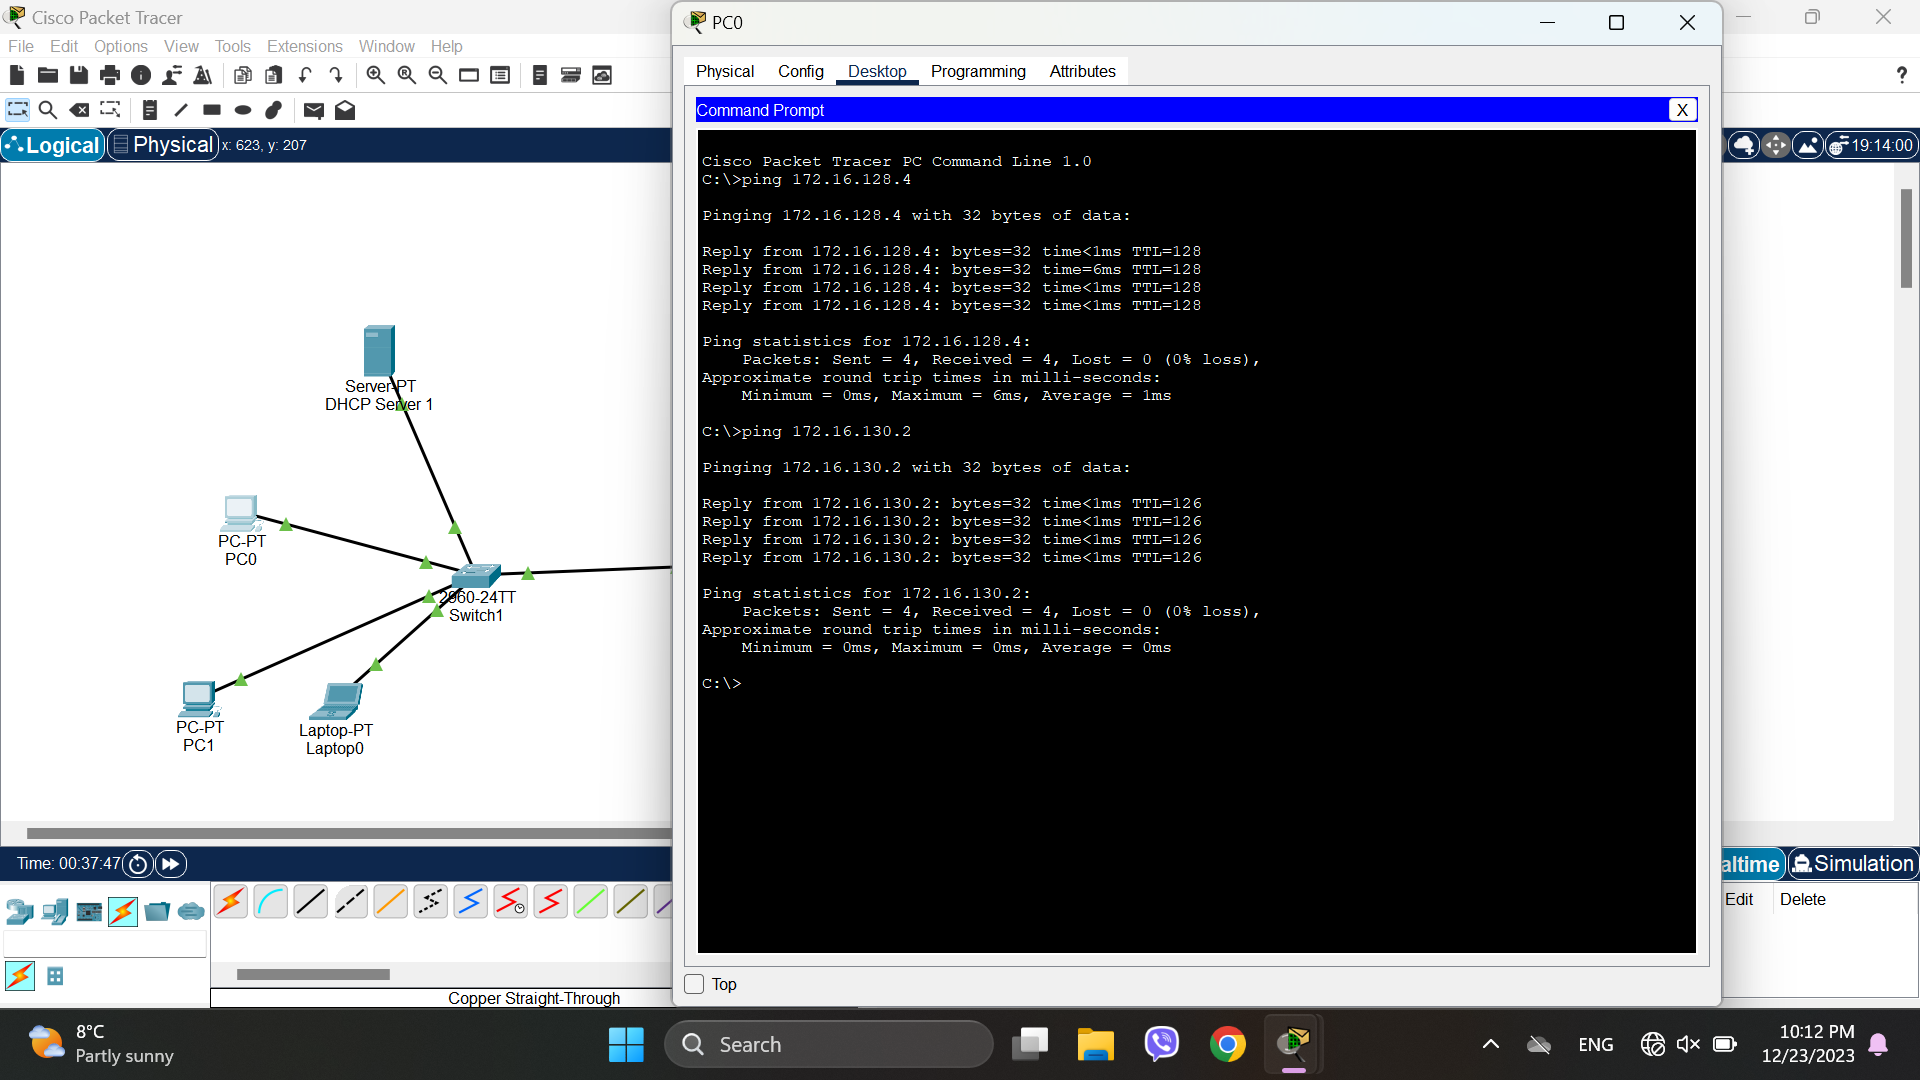 Cisco Packet Tracer
File Edit Options View Tools Extensions Window Help
?
Logical Physical x: 623, y: 207
19:14:00
Server-PT
DHCP Server 1
PC-PT
PC0
2960-24TT
Switch1
PC-PT
PC1
Laptop-PT
Laptop0
Time: 00:37:47
Copper Straight-Through
PC0
Physical Config Desktop Programming Attributes
Command Prompt
X
Cisco Packet Tracer PC Command Line 1.0
C:\>ping 172.16.128.4
Pinging 172.16.128.4 with 32 bytes of data:
Reply from 172.16.128.4: bytes=32 time<1ms TTL=128
Reply from 172.16.128.4: bytes=32 time=6ms TTL=128
Reply from 172.16.128.4: bytes=32 time<1ms TTL=128
Reply from 172.16.128.4: bytes=32 time<1ms TTL=128
Ping statistics for 172.16.128.4:
Packets: Sent = 4, Received = 4, Lost = 0 (0% loss),
Approximate round trip times in milli-seconds:
Minimum = 0ms, Maximum = 6ms, Average = 1ms
C:\>ping 172.16.130.2
Pinging 172.16.130.2 with 32 bytes of data:
Reply from 172.16.130.2: bytes=32 time<1ms TTL=126
Reply from 172.16.130.2: bytes=32 time<1ms TTL=126
Reply from 172.16.130.2: bytes=32 time<1ms TTL=126
Reply from 172.16.130.2: bytes=32 time<1ms TTL=126
Ping statistics for 172.16.130.2:
Packets: Sent = 4, Received = 4, Lost = 0 (0% loss),
Approximate round trip times in milli-seconds:
Minimum = 0ms, Maximum = 0ms, Average = 0ms
C:\>
Top
altime Simulation
Edit Delete
8°C
Partly sunny
Search
ENG
10:12 PM
12/23/2023